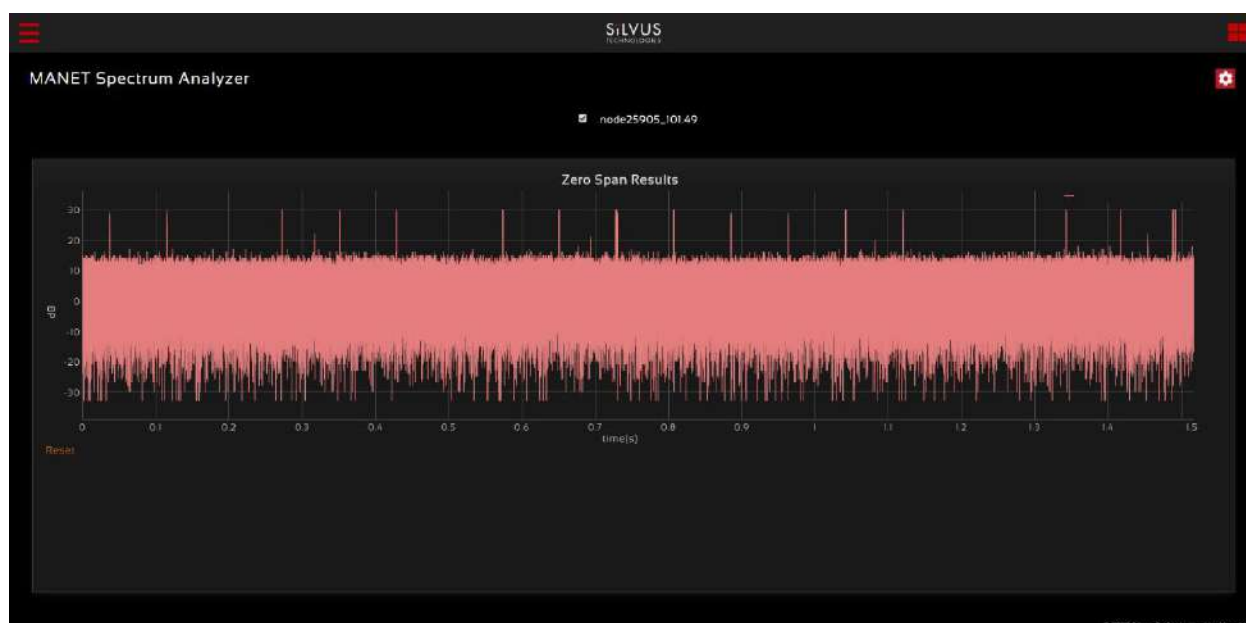 SiLVUS
TECHNOLOGIES
MANET Spectrum Analyzer
node25905_101.49
Zero Span Results
30
20
10
0
-10
-20
-30
dB
0 0.1 0.2 0.3 0.4 0.5 0.6 0.7 0.8 0.9 1 1.1 1.2 1.3 1.4 1.5
time(s)
Reset